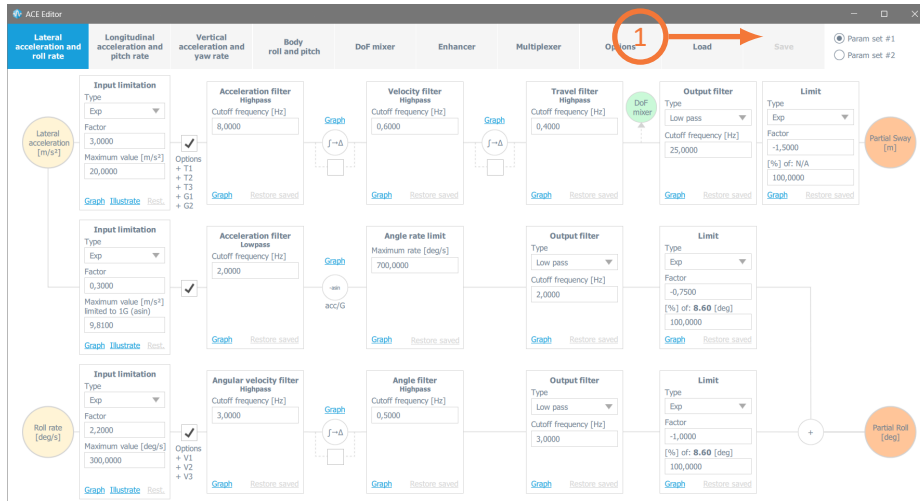 ACE Editor
Lateral
acceleration and
roll rate
Longitudinal
acceleration and
pitch rate
Vertical
acceleration and
yaw rate
Body
roll and pitch
DoF mixer
Enhancer
Multiplexer
Options
1
Load
Save
Param set #1
Param set #2
Lateral
acceleration
[m/s²]
Input limitation
Type
Exp
Factor
3,0000
Maximum value [m/s²]
20,0000
Graph Illustrate Rest.
Options
+ T1
+ T2
+ T3
+ G1
+ G2
Acceleration filter
Highpass
Cutoff frequency [Hz]
8,0000
Graph Restore saved
Graph
∫→Δ
Velocity filter
Highpass
Cutoff frequency [Hz]
0,6000
Graph Restore saved
Graph
∫→Δ
Travel filter
Highpass
Cutoff frequency [Hz]
0,4000
Graph Restore saved
DoF
mixer
Output filter
Type
Low pass
Cutoff frequency [Hz]
25,0000
Graph Restore saved
Limit
Type
Exp
Factor
-1,5000
[%] of: N/A
100,0000
Graph Restore saved
Partial Sway
[m]
Input limitation
Type
Exp
Factor
0,3000
Maximum value [m/s²]
limited to 1G (asin)
9,8100
Graph Illustrate Rest.
Acceleration filter
Lowpass
Cutoff frequency [Hz]
2,0000
Graph Restore saved
Graph
-asin
acc/G
Angle rate limit
Maximum rate [deg/s]
700,0000
Graph Restore saved
Output filter
Type
Low pass
Cutoff frequency [Hz]
2,0000
Graph Restore saved
Limit
Type
Exp
Factor
-0,7500
[%] of: 8.60 [deg]
100,0000
Graph Restore saved
Roll rate
[deg/s]
Input limitation
Type
Exp
Factor
2,2000
Maximum value [deg/s]
300,0000
Graph Illustrate Rest.
Options
+ V1
+ V2
+ V3
Angular velocity filter
Highpass
Cutoff frequency [Hz]
3,0000
Graph Restore saved
Graph
∫→Δ
Angle filter
Highpass
Cutoff frequency [Hz]
0,5000
Graph Restore saved
Output filter
Type
Low pass
Cutoff frequency [Hz]
3,0000
Graph Restore saved
Limit
Type
Exp
Factor
-1,0000
[%] of: 8.60 [deg]
100,0000
Graph Restore saved
+
Partial Roll
[deg]